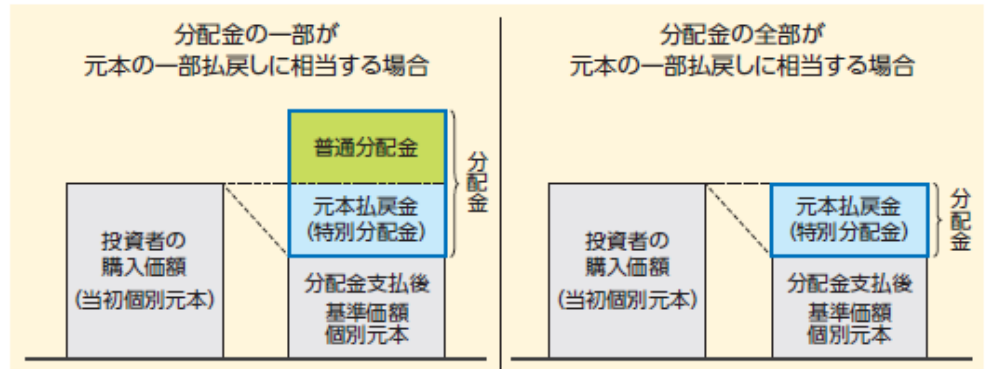 分配金の一部が
元本の一部払戻しに相当する場合
普通分配金
元本払戻金
(特別分配金)
分配金
投資者の
購入価額
(当初個別元本)
分配金支払後
基準価額
個別元本
分配金の全部が
元本の一部払戻しに相当する場合
元本払戻金
(特別分配金)
分配金
投資者の
購入価額
(当初個別元本)
分配金支払後
基準価額
個別元本